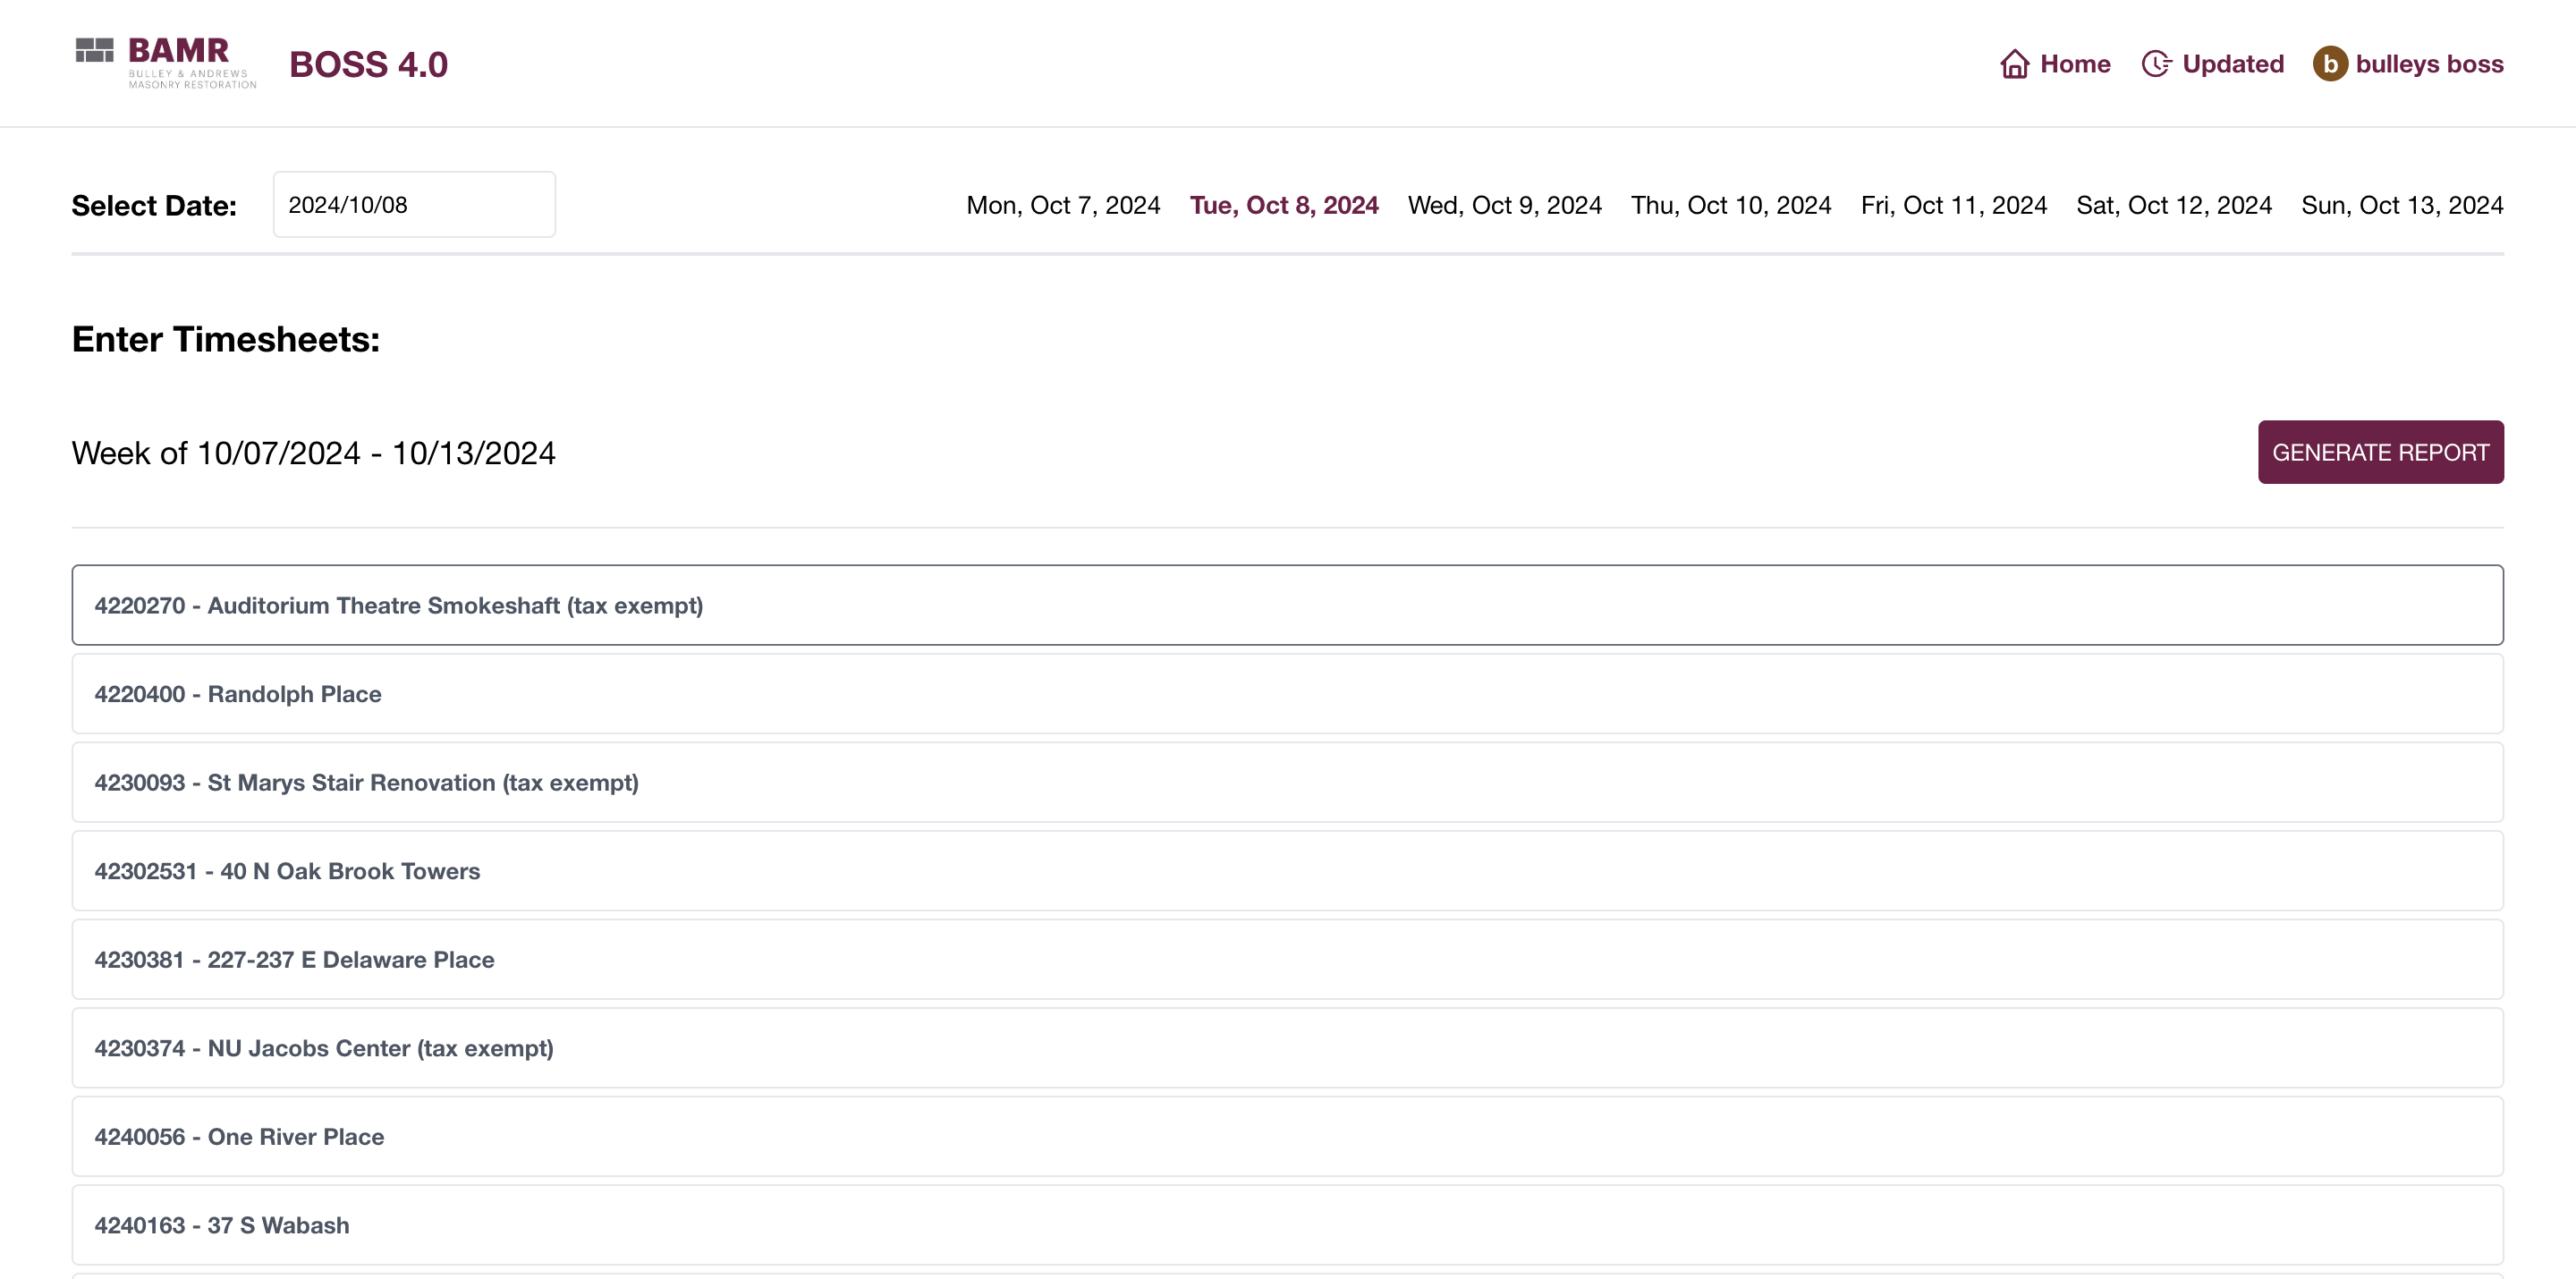 BAMR
BULLEY & ANDREWS
MASONRY RESTORATION
BOSS 4.0
Home
Updated
b
bulleys boss
Select Date:
2024/10/08
Mon, Oct 7, 2024
Tue, Oct 8, 2024
Wed, Oct 9, 2024
Thu, Oct 10, 2024
Fri, Oct 11, 2024
Sat, Oct 12, 2024
Sun, Oct 13, 2024
Enter Timesheets:
Week of 10/07/2024 - 10/13/2024
GENERATE REPORT
4220270 - Auditorium Theatre Smokeshaft (tax exempt)
4220400 - Randolph Place
4230093 - St Marys Stair Renovation (tax exempt)
42302531 - 40 N Oak Brook Towers
4230381 - 227-237 E Delaware Place
4230374 - NU Jacobs Center (tax exempt)
4240056 - One River Place
4240163 - 37 S Wabash